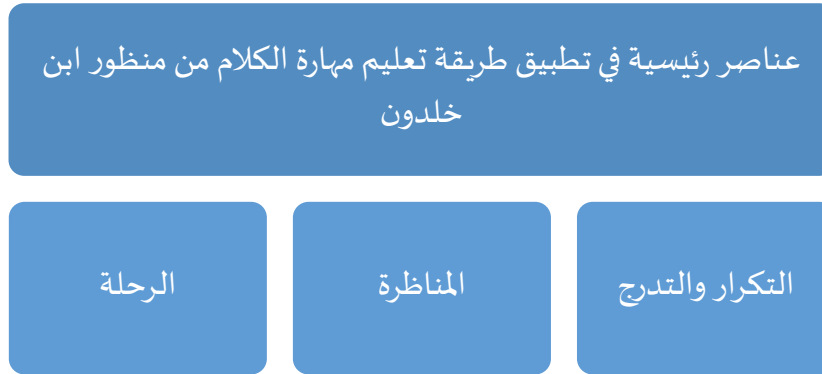 عناصر رئيسية في تطبيق طريقة تعليم مهارة الكلام من منظور ابن
خلدون
التكرار والتدرج
المناظرة
الرحلة